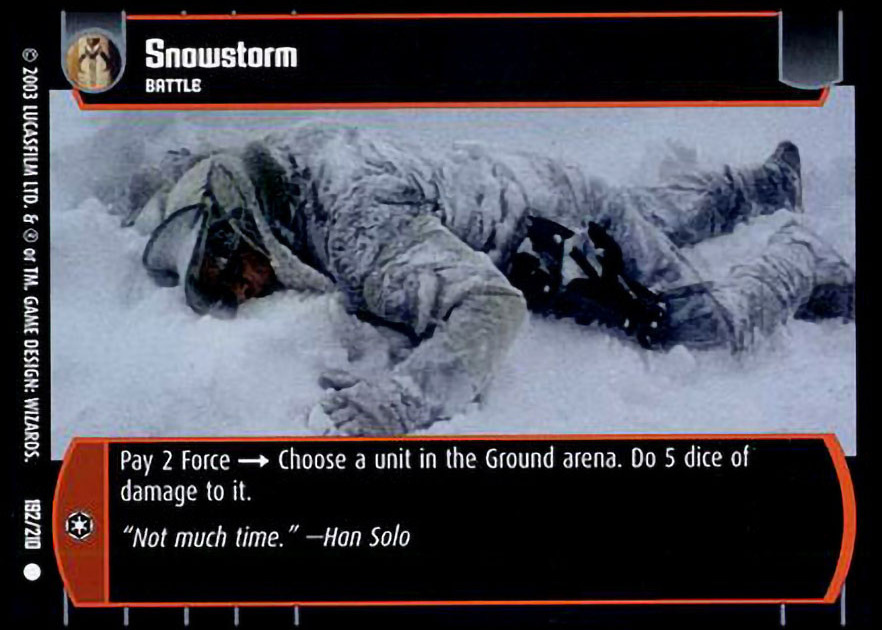 Snowstorm
BATTLE
Pay 2 Force → Choose a unit in the Ground arena. Do 5 dice of
damage to it.
“Not much time.” —Han Solo
© 2003 LUCASFILM LTD. & ® or TM. GAME DESIGN: WIZARDS.
192/210